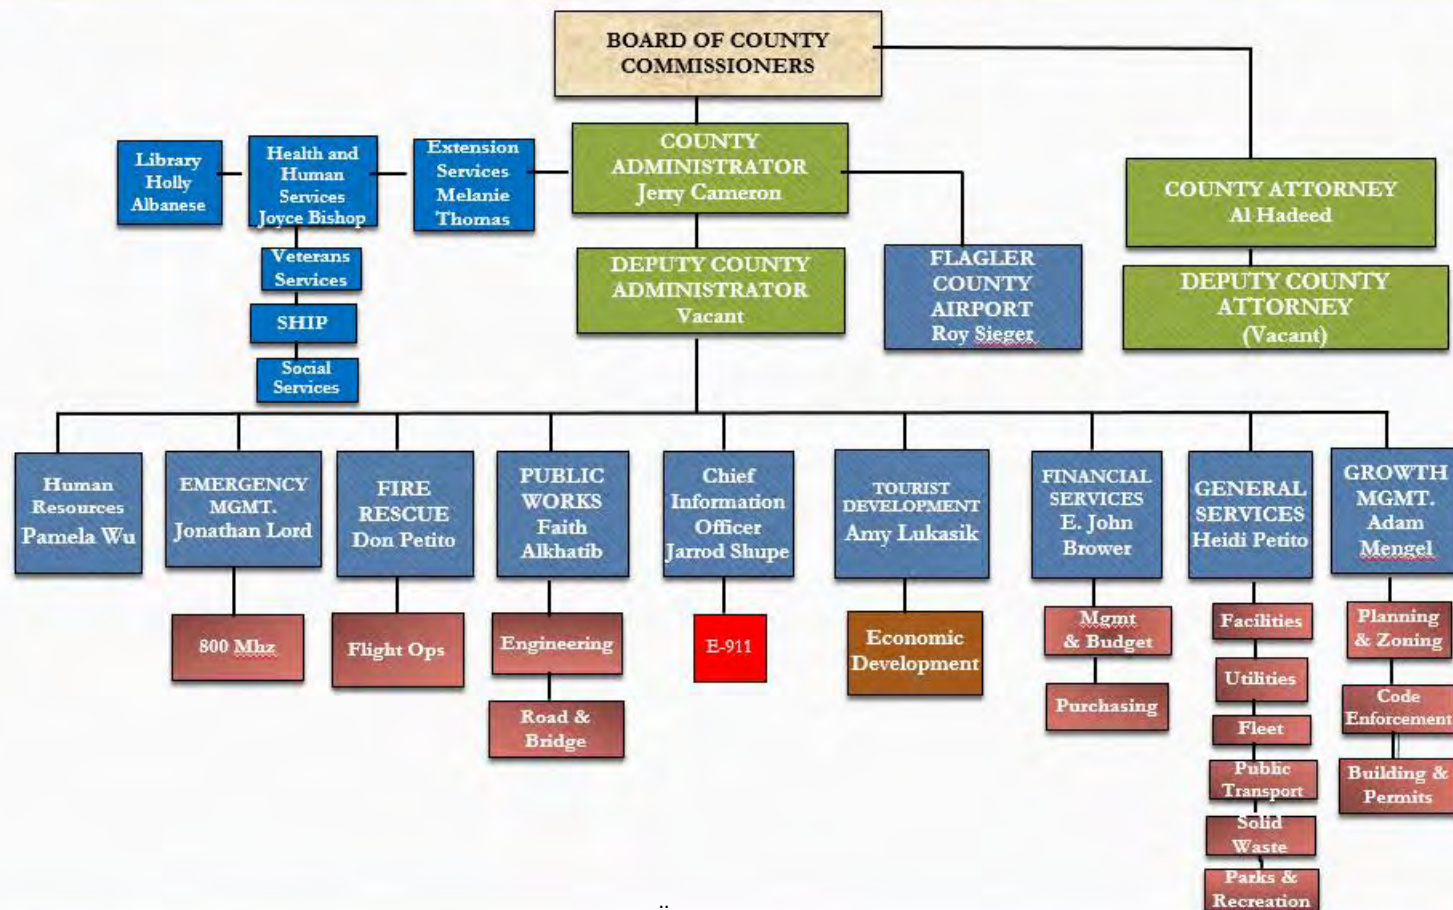 BOARD OF COUNTY
COMMISSIONERS
COUNTY
ADMINISTRATOR
Jerry Cameron
Library
Holly
Albanese
Health and
Human
Services
Joyce Bishop
Extension
Services
Melanie
Thomas
COUNTY ATTORNEY
Al Hadeed
Veterans
Services
SHIP
Social
Services
DEPUTY COUNTY
ADMINISTRATOR
Vacant
FLAGLER
COUNTY
AIRPORT
Roy Sieger
DEPUTY COUNTY
ATTORNEY
(Vacant)
Human
Resources
Pamela Wu
EMERGENCY
MGMT.
Jonathan Lord
800 Mhz
FIRE
RESCUE
Don Petito
Flight Ops
PUBLIC
WORKS
Faith
Alkhatib
Engineering
Road &
Bridge
Chief
Information
Officer
Jarrod Shupe
E-911
TOURIST
DEVELOPMENT
Amy Lukasik
Economic
Development
FINANCIAL
SERVICES
E. John
Brower
Mgmt
& Budget
Purchasing
GENERAL
SERVICES
Heidi Petito
Facilities
Utilities
Fleet
Public
Transport
Solid
Waste
Parks &
Recreation
GROWTH
MGMT.
Adam
Mengel
Planning
& Zoning
Code
Enforcement
Building &
Permits